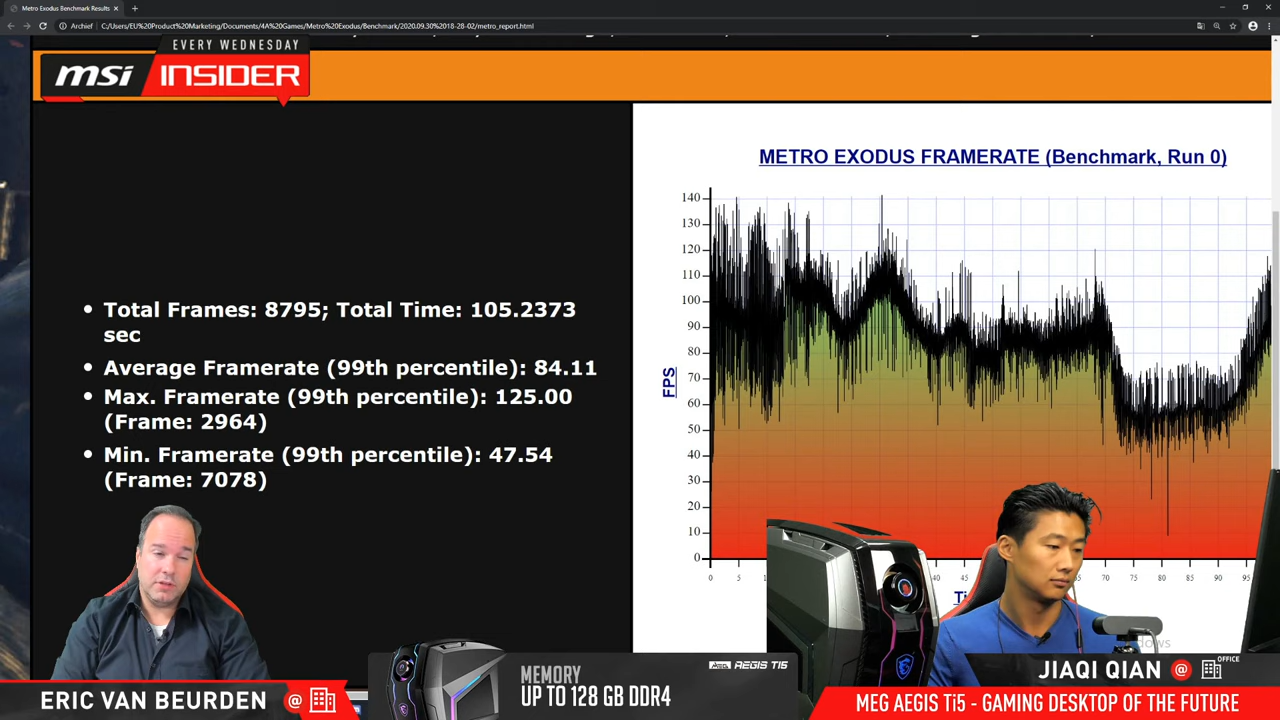 Metro Exodus Benchmark Results
Archief | C:/Users/EU%20Product%20Marketing/Documents/4A%20Games/Metro%20Exodus/Benchmark/2020.09.30%2018-28-02/metro_report.html
EVERY WEDNESDAY
msi INSIDER
METRO EXODUS FRAMERATE (Benchmark, Run 0)
140
130
120
110
100
90
80
70
60
50
40
30
20
10
0
FPS
0 5 40 45 70 75 80 85 90 95
Total Frames: 8795; Total Time: 105.2373
sec
Average Framerate (99th percentile): 84.11
Max. Framerate (99th percentile): 125.00
(Frame: 2964)
Min. Framerate (99th percentile): 47.54
(Frame: 7078)
MEMORY
UP TO 128 GB DDR4
AEGIS Ti5
ERIC VAN BEURDEN @
JIAQI QIAN @ OFFICE
MEG AEGIS Ti5 - GAMING DESKTOP OF THE FUTURE